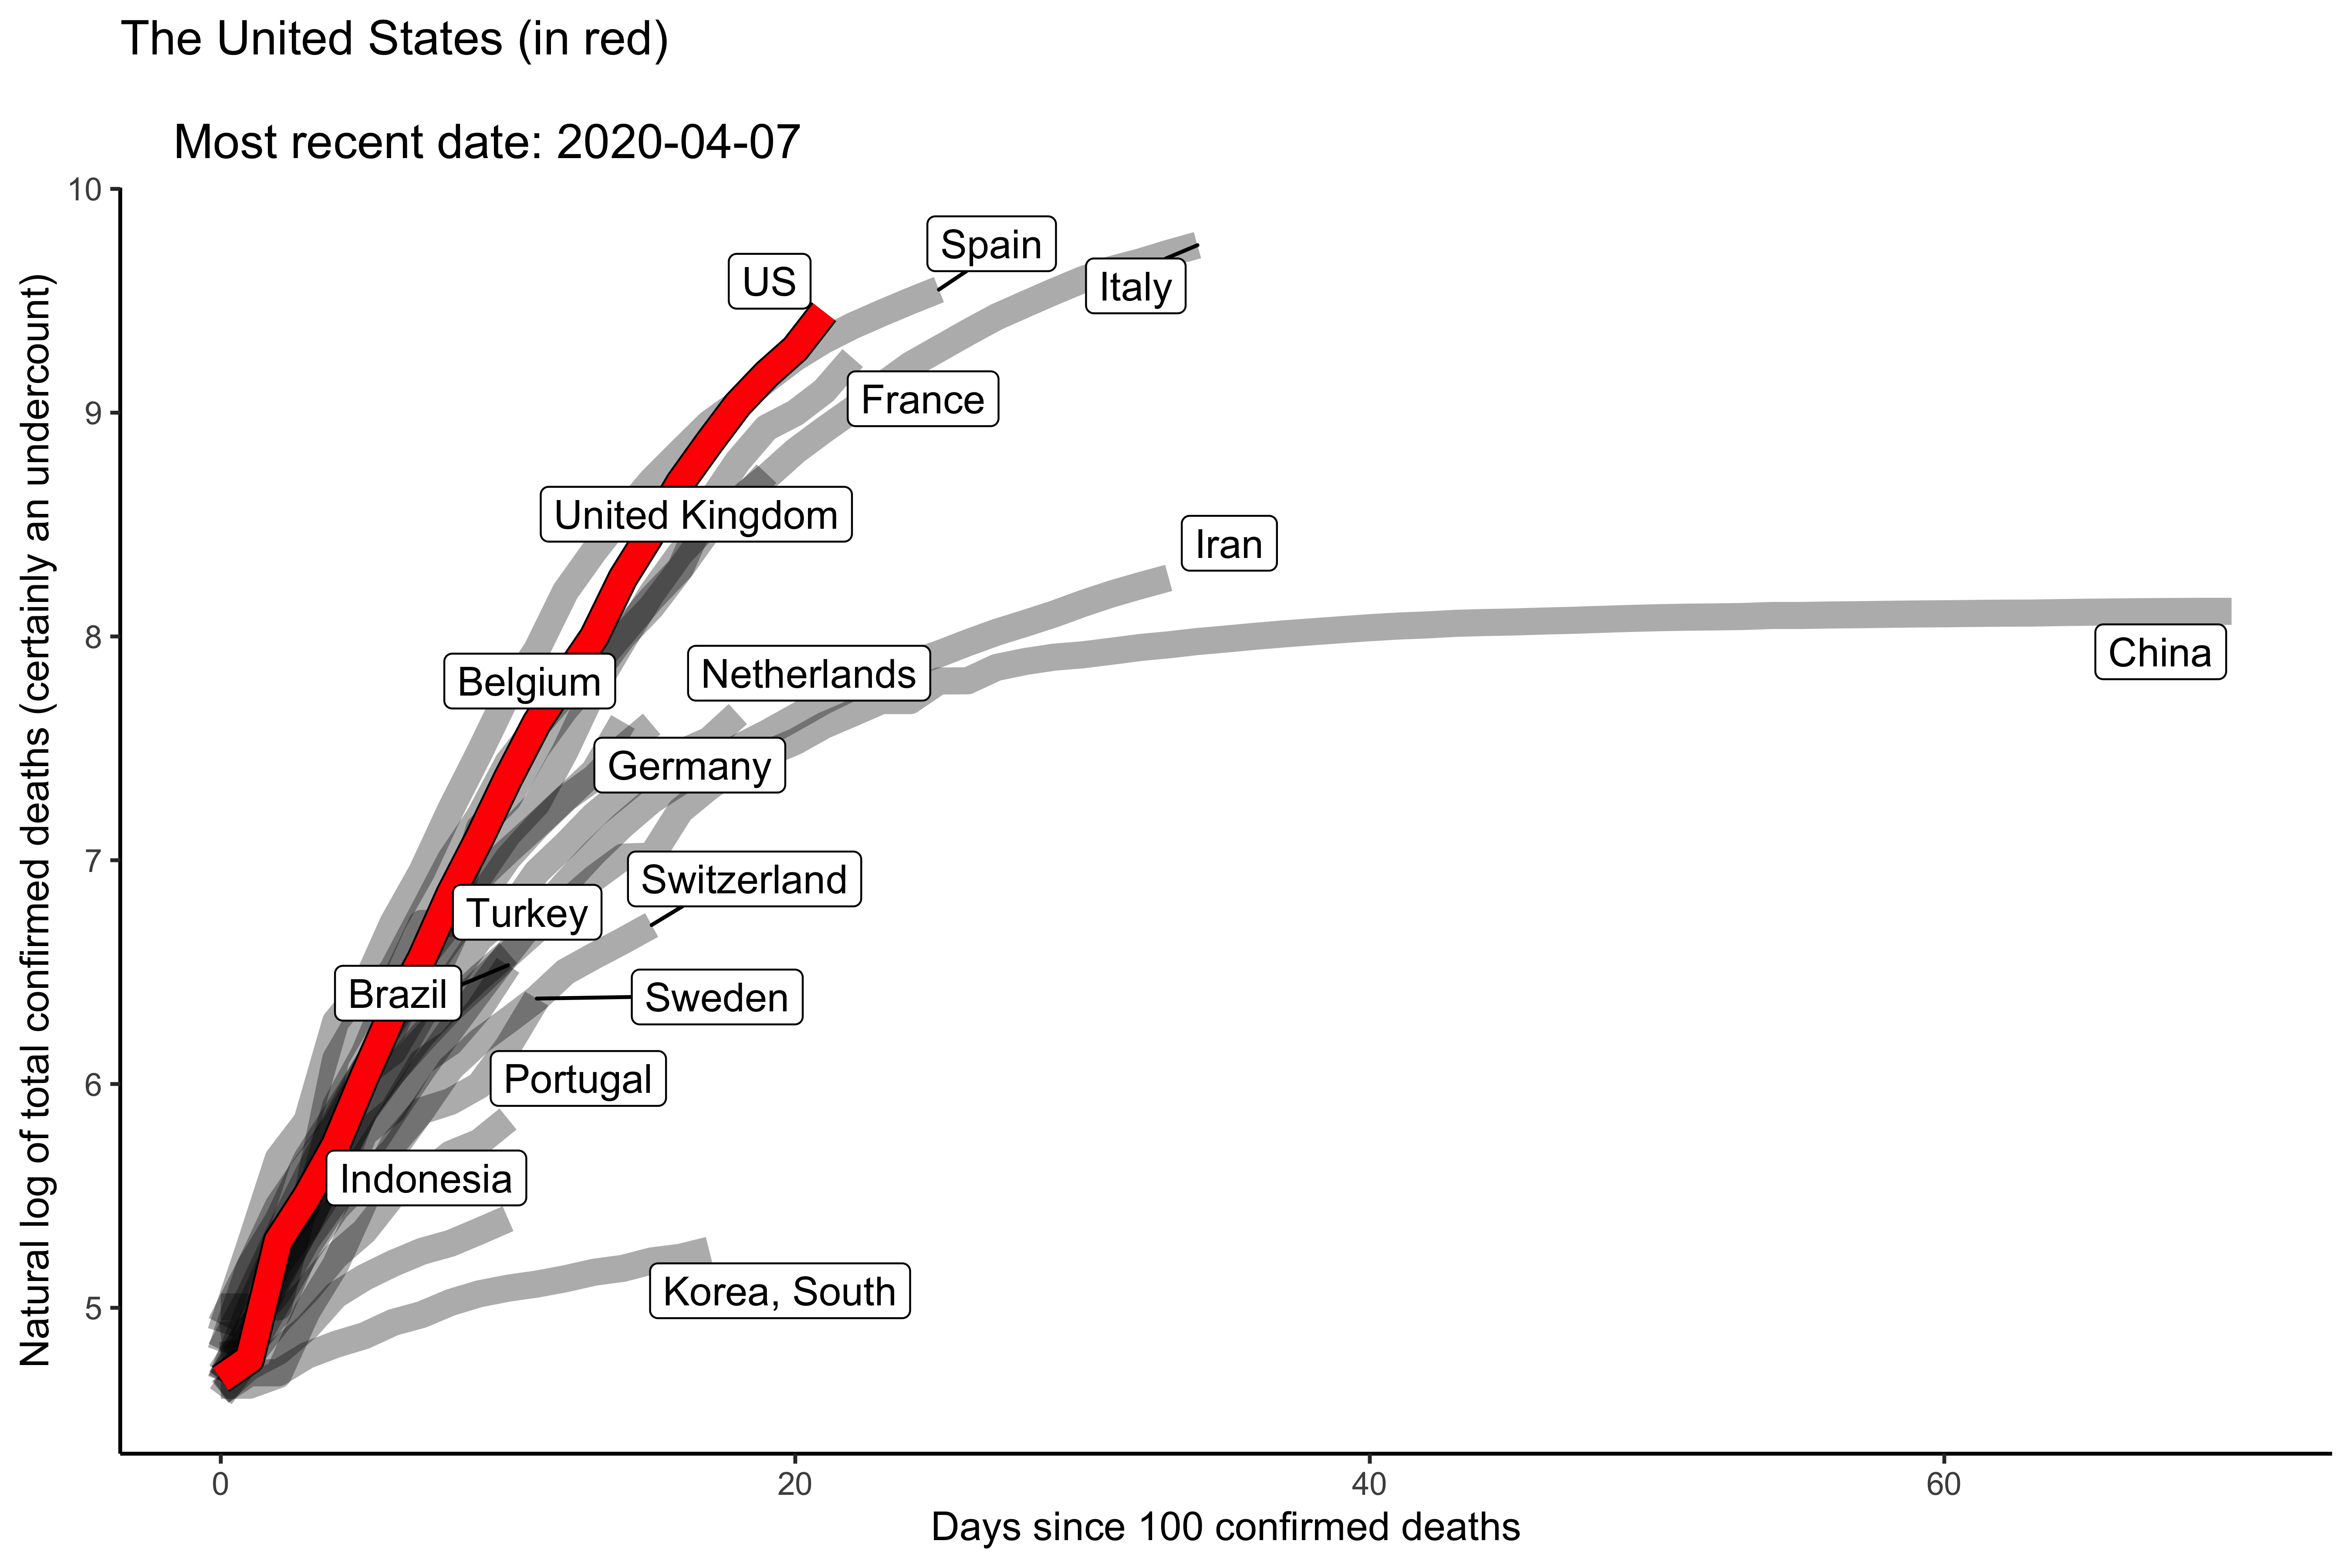 The United States (in red)
Most recent date: 2020-04-07
Natural log of total confirmed deaths (certainly an undercount)
10
9
8
7
6
5
US
Spain
Italy
France
United Kingdom
Iran
Netherlands
China
Belgium
Germany
Switzerland
Turkey
Brazil
Sweden
Portugal
Indonesia
Korea, South
0
20
40
60
Days since 100 confirmed deaths